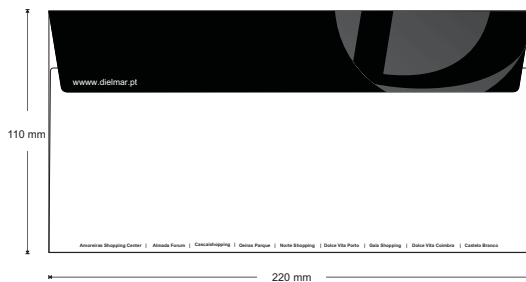 wwww.dielmar.pt
110 mm
Amoreiras Shopping Center | Almada Forum | Cascaishopping | Oeiras Parque | Norte Shopping | Dolce Vita Porto | Gaia Shopping | Dolce Vita Coimbra | Castelo Branco
220 mm